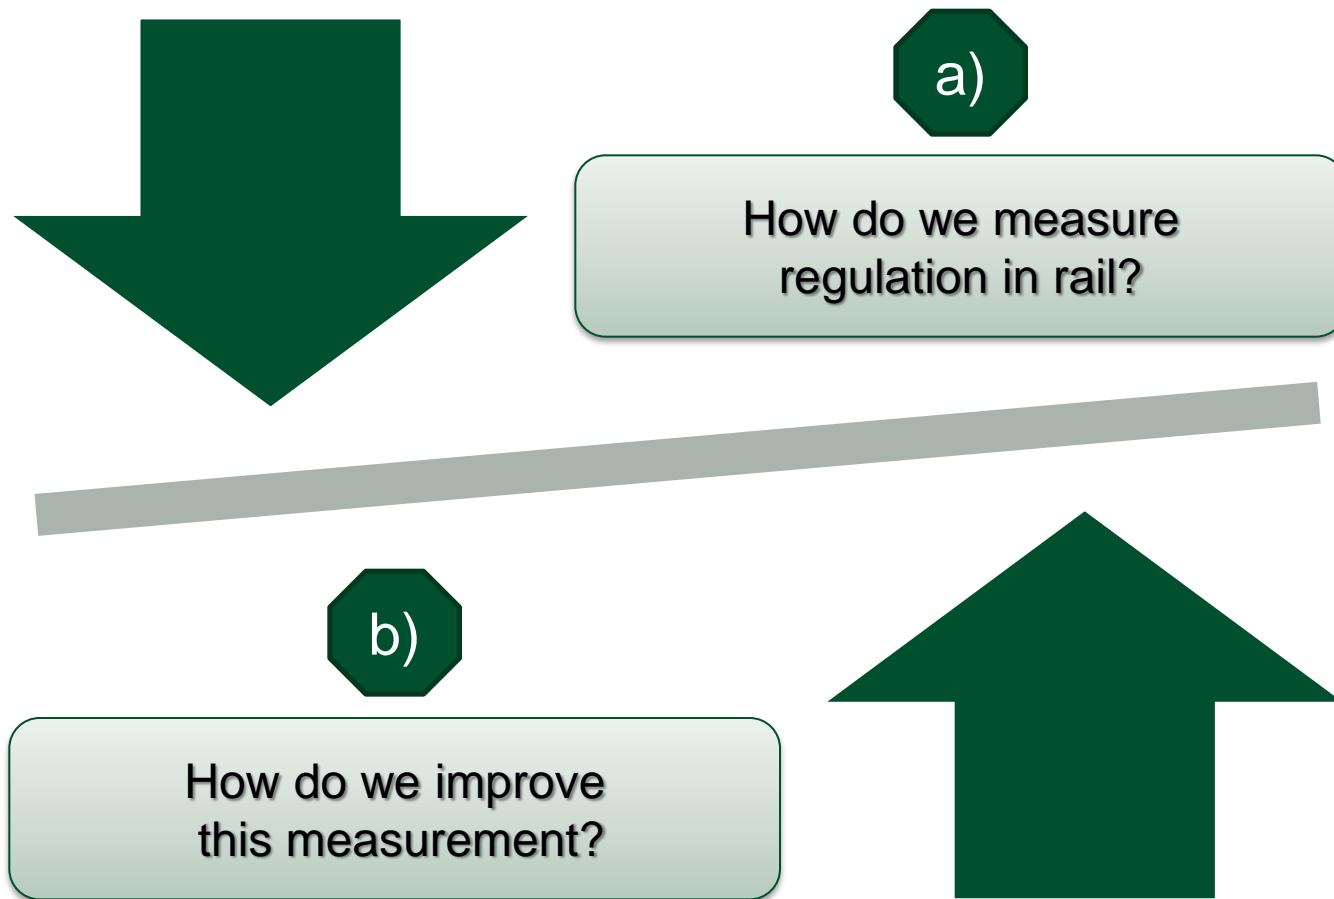 a)
How do we measure
regulation in rail?
b)
How do we improve
this measurement?